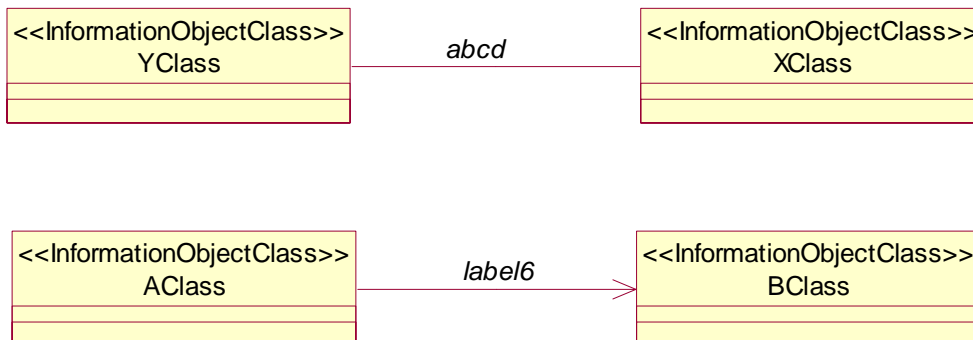 <<InformationObjectClass>>
YClass
abcd
<<InformationObjectClass>>
XClass
<<InformationObjectClass>>
AClass
label6
<<InformationObjectClass>>
BClass